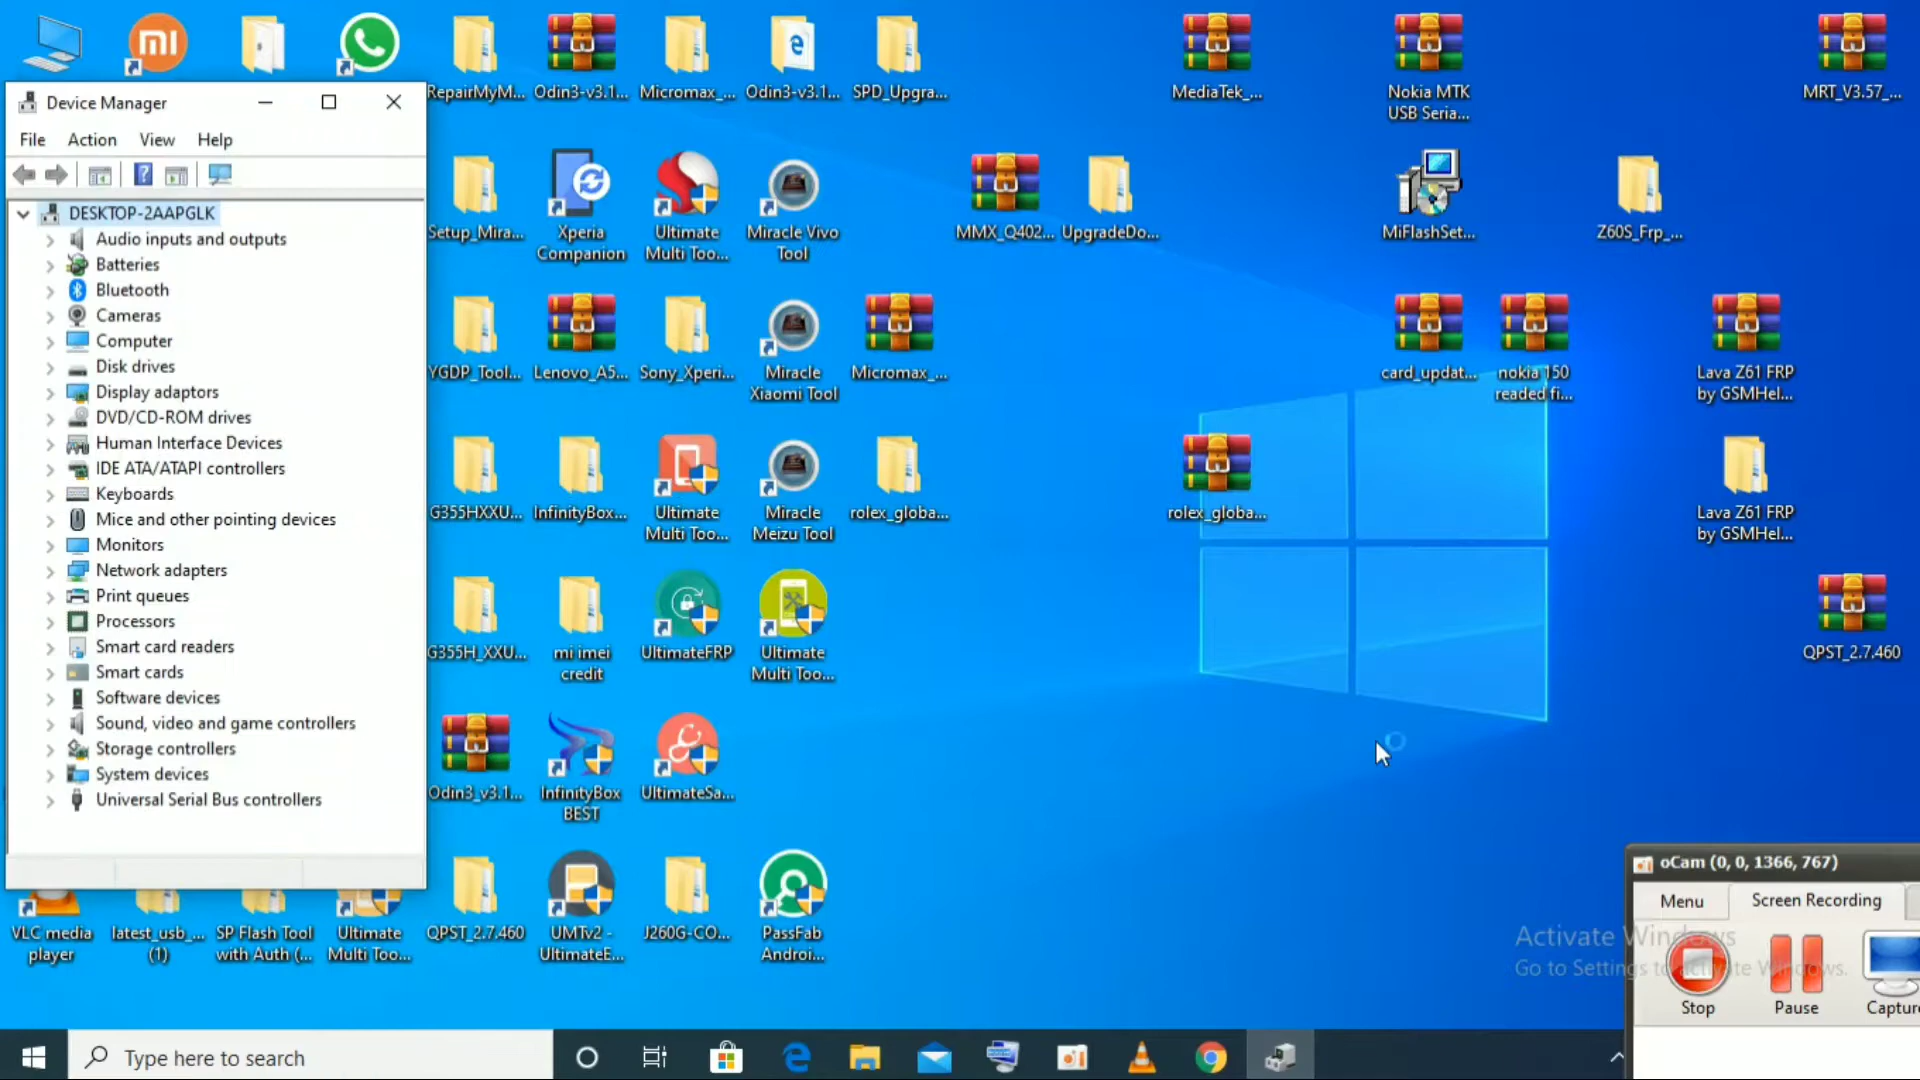 Device Manager
File Action View Help
DESKTOP-2AAPGLK
Audio inputs and outputs
Batteries
Bluetooth
Cameras
Computer
Disk drives
Display adaptors
DVD/CD-ROM drives
Human Interface Devices
IDE ATA/ATAPI controllers
Keyboards
Mice and other pointing devices
Monitors
Network adapters
Print queues
Processors
Smart card readers
Smart cards
Software devices
Sound, video and game controllers
Storage controllers
System devices
Universal Serial Bus controllers
RepairMyM...
Odin3-v3.1...
Micromax_...
Odin3-v3.1...
SPD_Upgra...
MediaTek_...
Nokia MTK
USB Seria...
MRT_V3.57_...
Setup_Mira...
Xperia
Companion
Ultimate
Multi Too...
Miracle Vivo
Tool
MMX_Q402...
UpgradeDo...
MiFlashSet...
Z60S_Frp_...
YGDP_Tool...
Lenovo_A5...
Sony_Xperi...
Miracle
Xiaomi Tool
Micromax_...
card_updat...
nokia 150
readed fi...
Lava Z61 FRP
by GSMHel...
G355HXXU...
InfinityBox...
Ultimate
Multi Too...
Miracle
Meizu Tool
rolex_globa...
rolex_globa...
Lava Z61 FRP
by GSMHel...
G355H_XXU...
mi imei
credit
UltimateFRP
Ultimate
Multi Too...
QPST_2.7.460
Odin3_v3.1...
InfinityBox
BEST
UltimateSa...
VLC media
player
latest_usb_...
(1)
SP Flash Tool
with Auth (...
Ultimate
Multi Too...
QPST_2.7.460
UMTv2 -
UltimateE...
J260G-CO...
PassFab
Androi...
oCam (0, 0, 1366, 767)
Menu
Screen Recording
Activate Windows
Go to Settings to activate Windows.
Stop
Pause
Capture
Type here to search